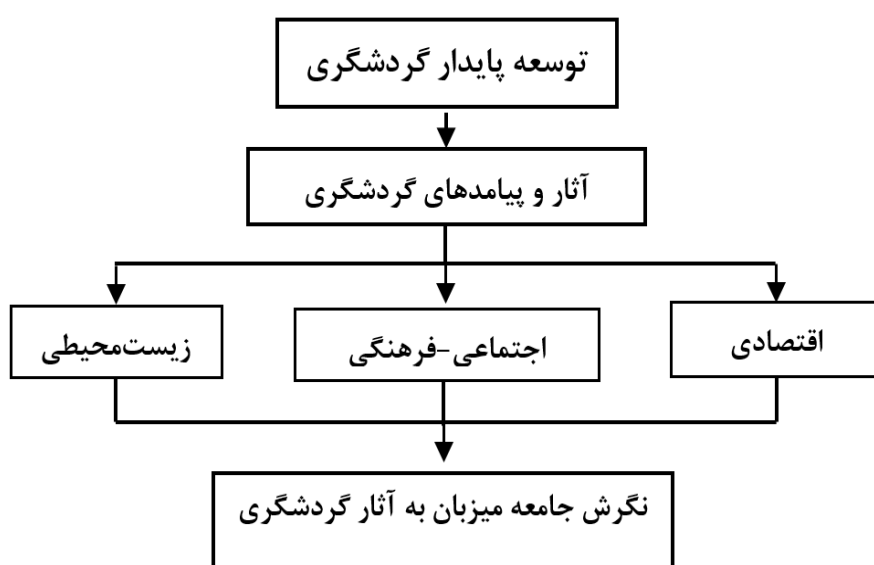 توسعه پایدار گردشگری
آثار و پیامدهای گردشگری
اقتصادی
اجتماعی-فرهنگی
زیست‌محیطی
نگرش جامعه میزبان به آثار گردشگری